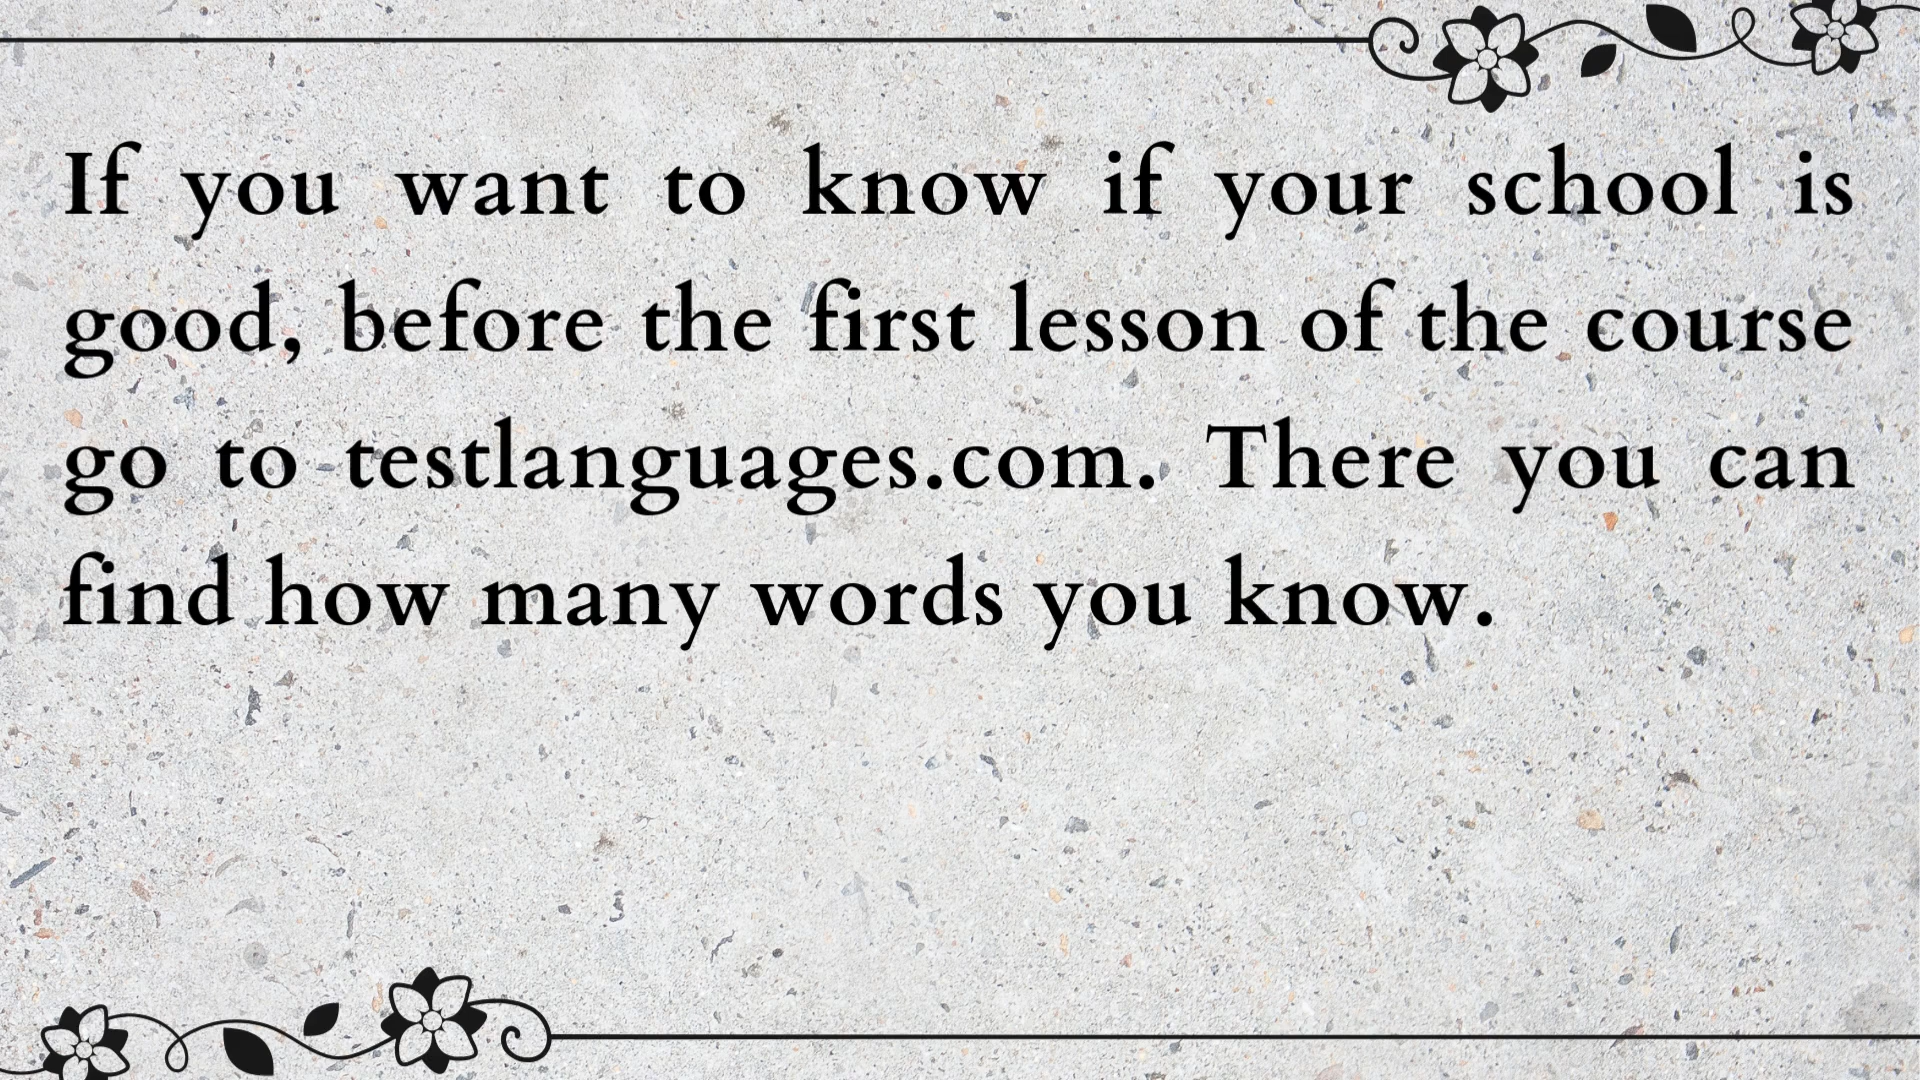 If you want to know if your school is
good, before the first lesson of the course
go to testlanguages.com. There you can
find how many words you know.